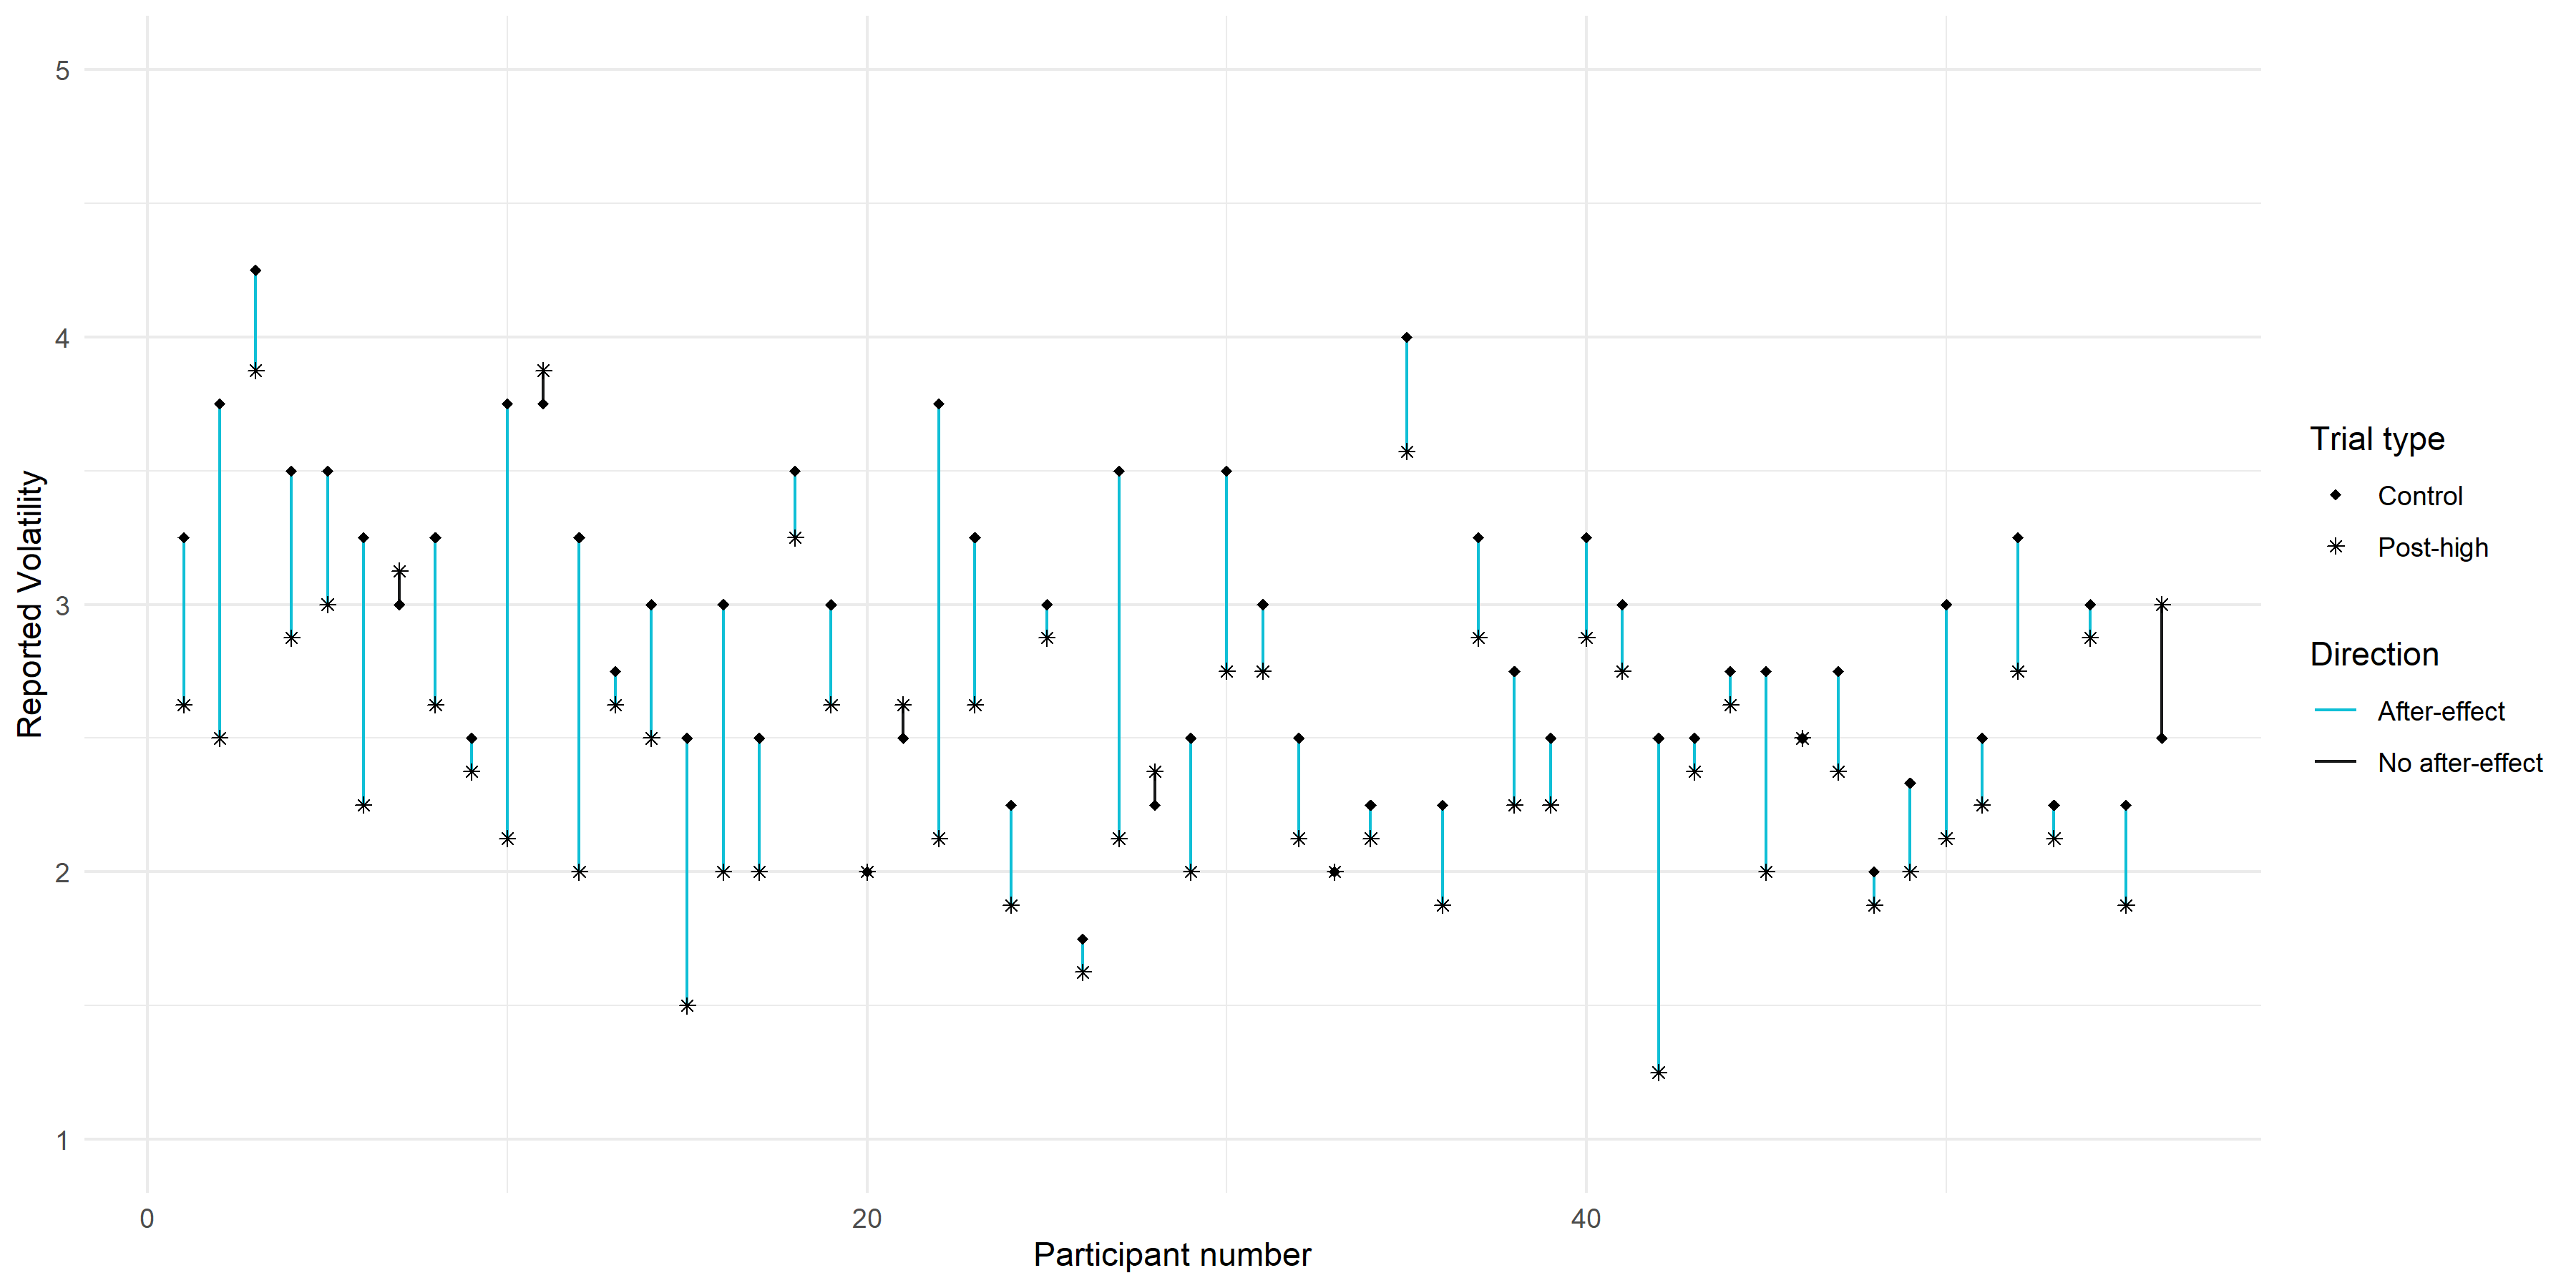 5
4
3
2
1
Reported Volatility
0
20
40
Participant number
Trial type
Control
Post-high
Direction
After-effect
No after-effect